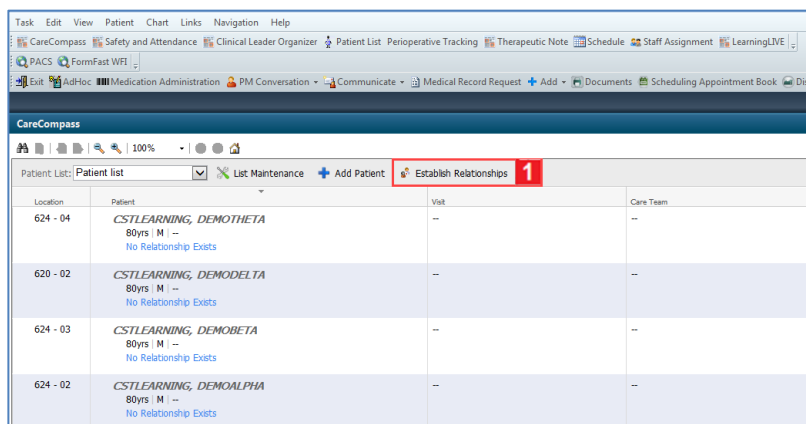 Task Edit View Patient Chart Links Navigation Help
CareCompass Safety and Attendance Clinical Leader Organizer Patient List Perioperative Tracking Therapeutic Note Schedule Staff Assignment LearningLIVE
PACS FormFast WFI
Exit AdHoc Medication Administration PM Conversation Communicate Medical Record Request Add Documents Scheduling Appointment Book Di
CareCompass
100%
Patient List: Patient list List Maintenance Add Patient Establish Relationships 1
Location Patient Visit Care Team
624 - 04 CSTLEARNING, DEMOTHETA -- --
80yrs | M | --
No Relationship Exists
620 - 02 CSTLEARNING, DEMODELTA -- --
80yrs | M | --
No Relationship Exists
624 - 03 CSTLEARNING, DEMOBETA -- --
80yrs | M | --
No Relationship Exists
624 - 02 CSTLEARNING, DEMOALPHA -- --
80yrs | M | --
No Relationship Exists